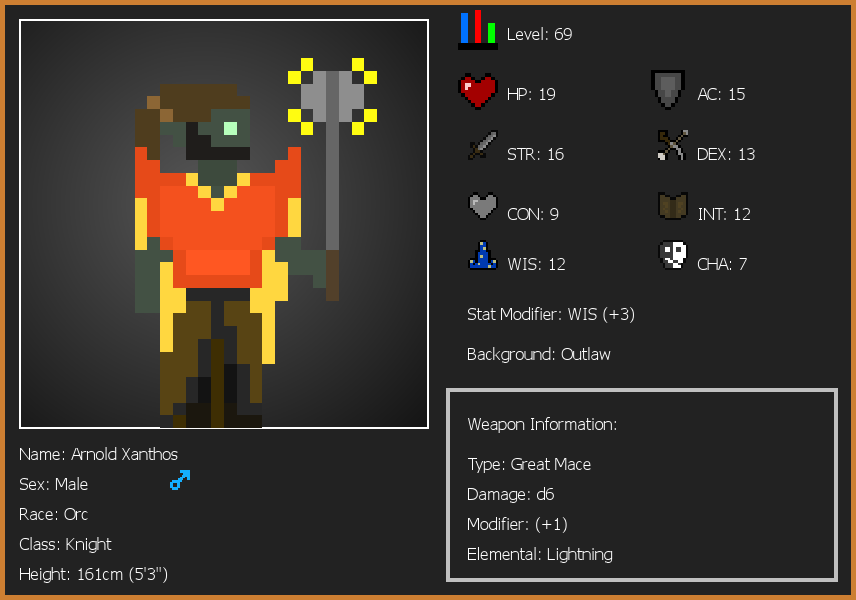 Level: 69
HP: 19
AC: 15
STR: 16
DEX: 13
CON: 9
INT: 12
WIS: 12
CHA: 7
Stat Modifier: WIS (+3)
Background: Outlaw
Weapon Information:
Type: Great Mace
Damage: d6
Modifier: (+1)
Elemental: Lightning
Name: Arnold Xanthos
Sex: Male
Race: Orc
Class: Knight
Height: 161cm (5'3")